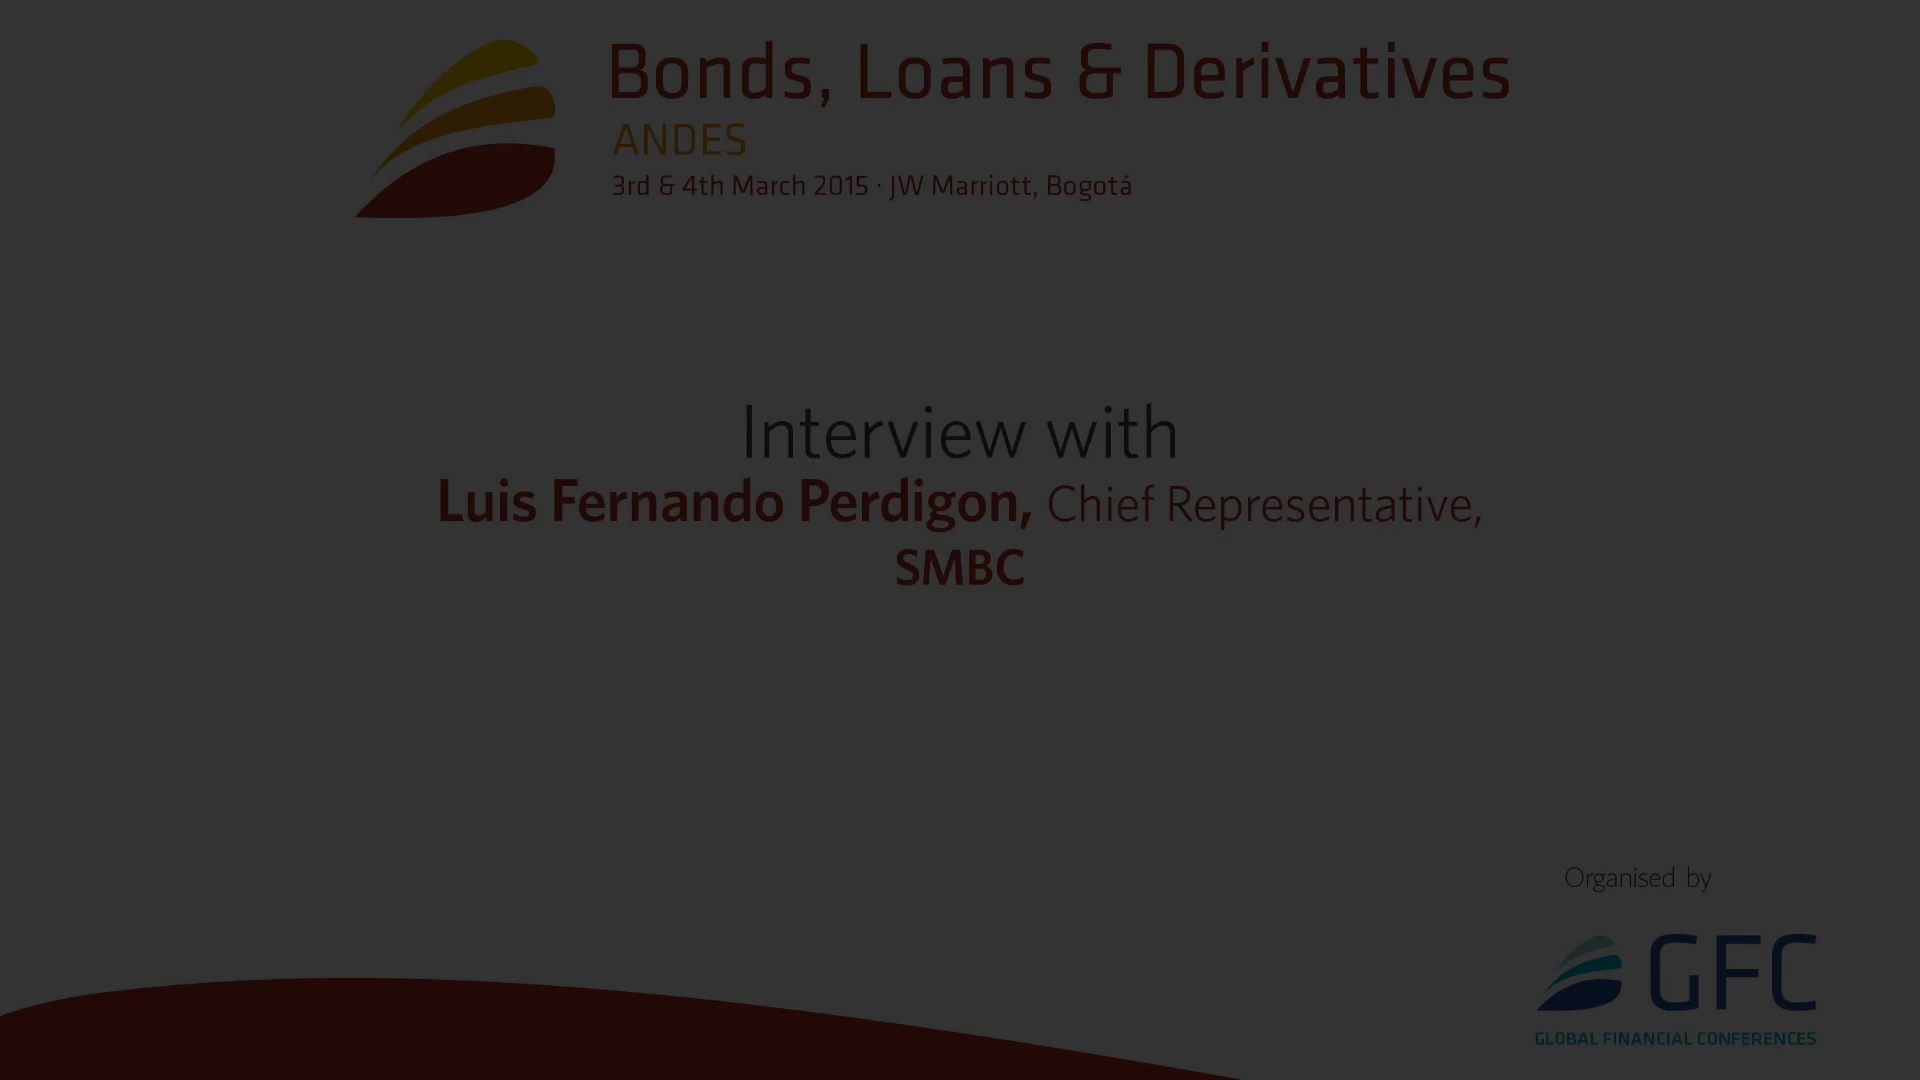 Bonds, Loans & Derivatives
ANDES
3rd & 4th March 2015 · JW Marriott, Bogotá
Interview with
Luis Fernando Perdigon, Chief Representative,
SMBC
Organised by
GFC
GLOBAL FINANCIAL CONFERENCES